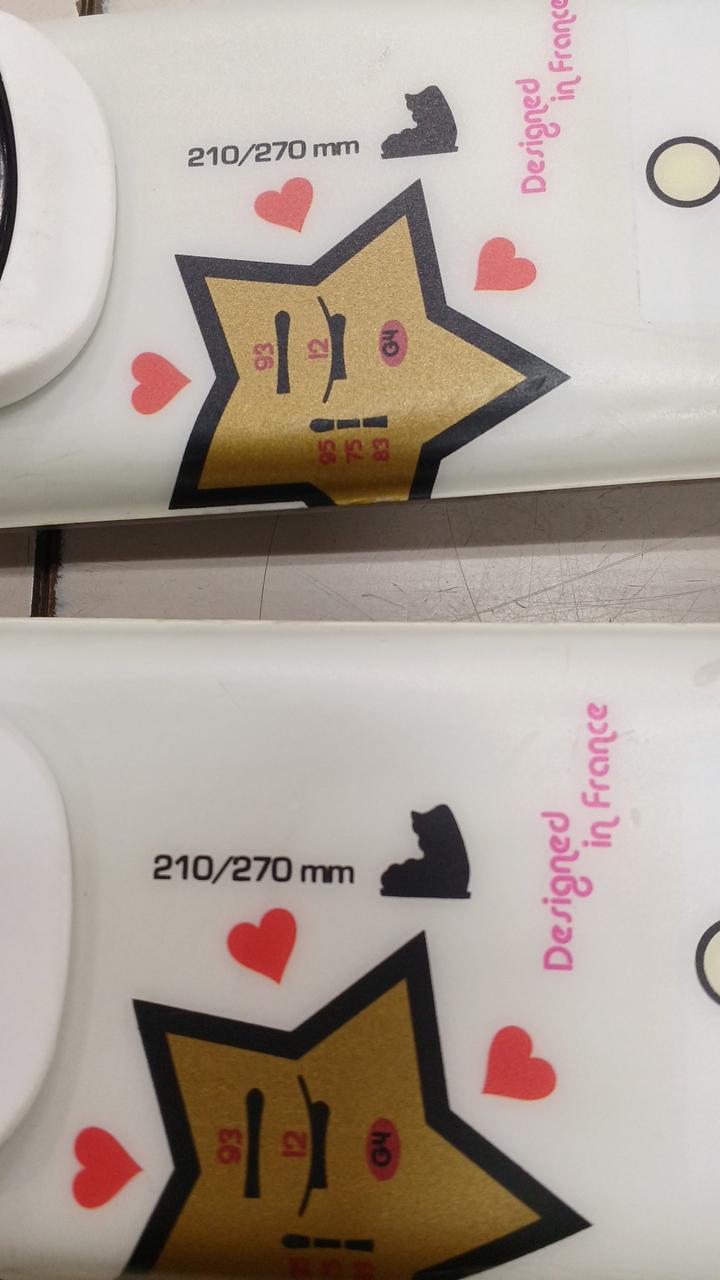 210/270 mm
Designed
in France
93
12
G4
95
75
83
210/270 mm
Designed
in France
93
12
G4